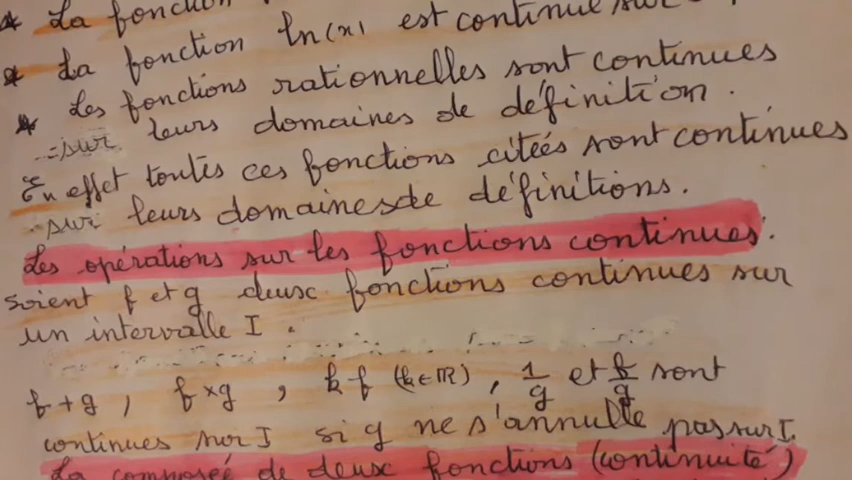 * La fonction
* La fonction ln(x) est continue sur
* Les fonctions rationnelles sont continues
sur leurs domaines de définition.
En effet toutes ces fonctions citées sont continues
sur leurs domaines de définitions.
Les opérations sur les fonctions continues.
soient f et g deux fonctions continues sur
un intervalle I.
f+g, f×g, kf (k∈ℝ), 1/g et f/g sont
continues sur I si g ne s'annulle pas sur I.
La composée de deux fonctions (continuité)